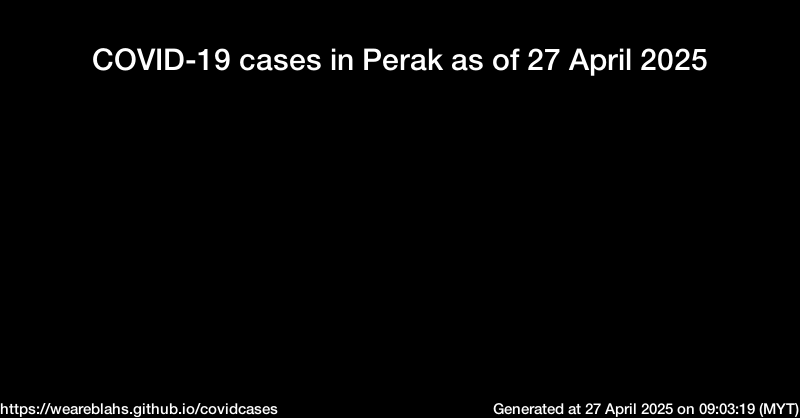 COVID-19 cases in Perak as of 27 April 2025
https://weareblahs.github.io/covidcases
Generated at 27 April 2025 on 09:03:19 (MYT)